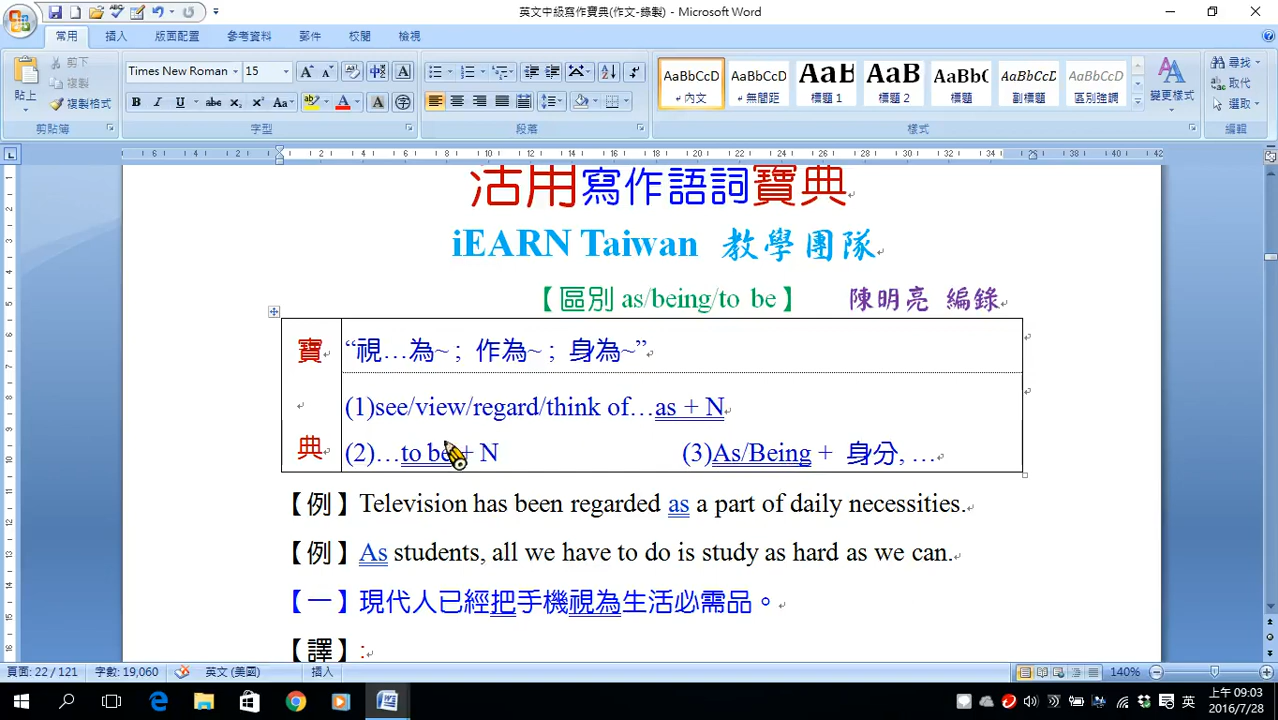 英文中級寫作寶典(作文-錄製) - Microsoft Word
常用 插入 版面配置 參考資料 郵件 校閱 檢視
貼上 剪下 複製 複製格式 剪貼簿
Times New Roman 15 字型
段落
AaBbCcD 內文 AaBbCcD 無間距 AaBb 標題 1 AaB 標題 2 AaBb( 標題 AaBbCcD 副標題 AaBbCcD 區別強調 變更樣式 樣式
尋找 取代 選取 編輯
活用寫作語詞寶典
iEARN Taiwan 教學團隊
【區別 as/being/to be】 陳明亮 編錄
寶典
“視…為~ ; 作為~ ; 身為~”
(1)see/view/regard/think of…as + N
(2)…to be + N (3)As/Being + 身分, …
【例】Television has been regarded as a part of daily necessities.
【例】As students, all we have to do is study as hard as we can.
【一】現代人已經把手機視為生活必需品。
【譯】:
頁面: 22 / 121 字數: 19,060 英文 (美國) 插入 140%
英 上午 09:03
2016/7/28